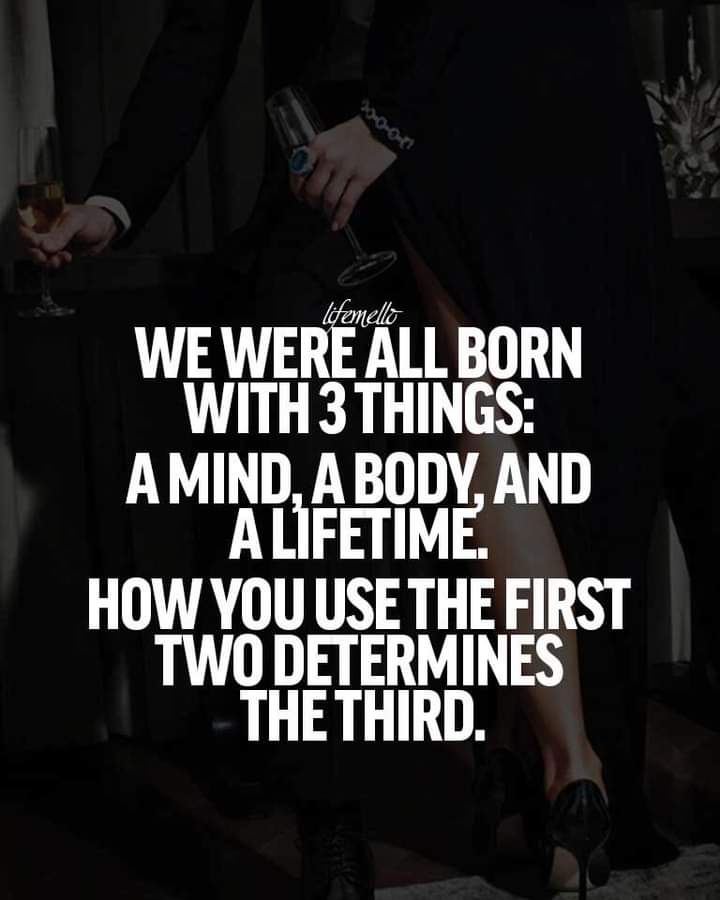 lifemello
WE WERE ALL BORN
WITH 3 THINGS:
A MIND, A BODY, AND
A LIFETIME.
HOW YOU USE THE FIRST
TWO DETERMINES
THE THIRD.